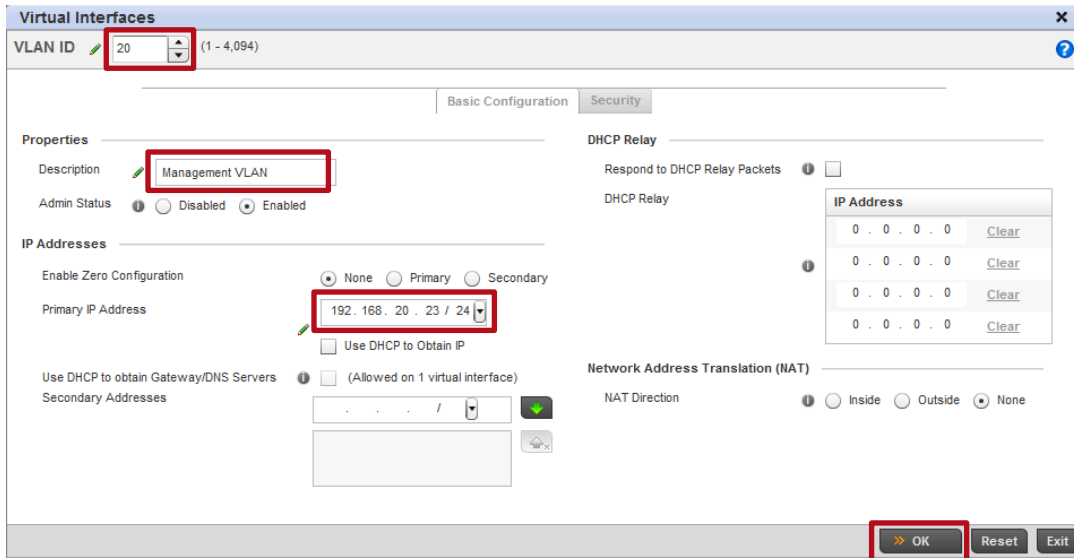 Virtual Interfaces
VLAN ID 20 (1 - 4,094)
Basic Configuration Security
Properties
Description Management VLAN
Admin Status Disabled Enabled
IP Addresses
Enable Zero Configuration None Primary Secondary
Primary IP Address 192 . 168 . 20 . 23 / 24
Use DHCP to Obtain IP
Use DHCP to obtain Gateway/DNS Servers (Allowed on 1 virtual interface)
Secondary Addresses
. . . /
DHCP Relay
Respond to DHCP Relay Packets
DHCP Relay
IP Address
0 . 0 . 0 . 0 Clear
0 . 0 . 0 . 0 Clear
0 . 0 . 0 . 0 Clear
0 . 0 . 0 . 0 Clear
Network Address Translation (NAT)
NAT Direction Inside Outside None
» OK Reset Exit